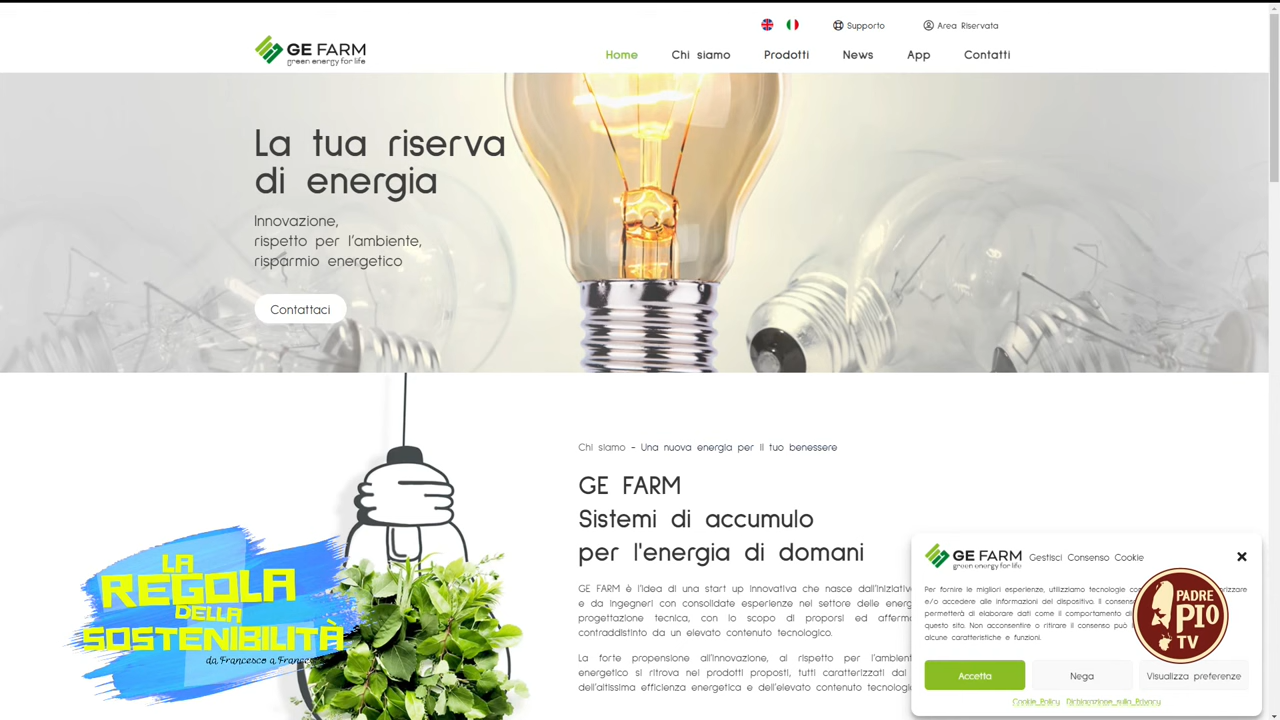 Supporto
Area Riservata
GE FARM
green energy for life
Home
Chi siamo
Prodotti
News
App
Contatti
La tua riserva
di energia
Innovazione,
rispetto per l'ambiente,
risparmio energetico
Contattaci
Chi siamo - Una nuova energia per il tuo benessere
GE FARM
Sistemi di accumulo
per l'energia di domani
GE FARM è l'idea di una start up innovativa che nasce dall'iniziativ
e da ingegneri con consolidate esperienze nel settore delle energ
progettazione tecnica, con lo scopo di proporsi ed afferm
contraddistinto da un elevato contenuto tecnologico.
La forte propensione all'innovazione, al rispetto per l'ambient
energetico si ritrova nei prodotti proposti, tutti caratterizzati dal
dell'altissima efficienza energetica e dell'elevato contenuto tecnologic
LA
REGOLA
DELLA
SOSTENIBILITÀ
da Francesco a Francesco
GE FARM
green energy for life
Gestisci Consenso Cookie
Per fornire le migliori esperienze, utilizziamo tecnologie co
e/o accedere alle informazioni del dispositivo. Il consens
permetterà di elaborare dati come il comportamento di
questo sito. Non acconsentire o ritirare il consenso può i
alcune caratteristiche e funzioni.
Accetta
Nega
Visualizza preferenze
Cookie Policy
Dichiarazione sulla Privacy
PADRE
PIO
TV